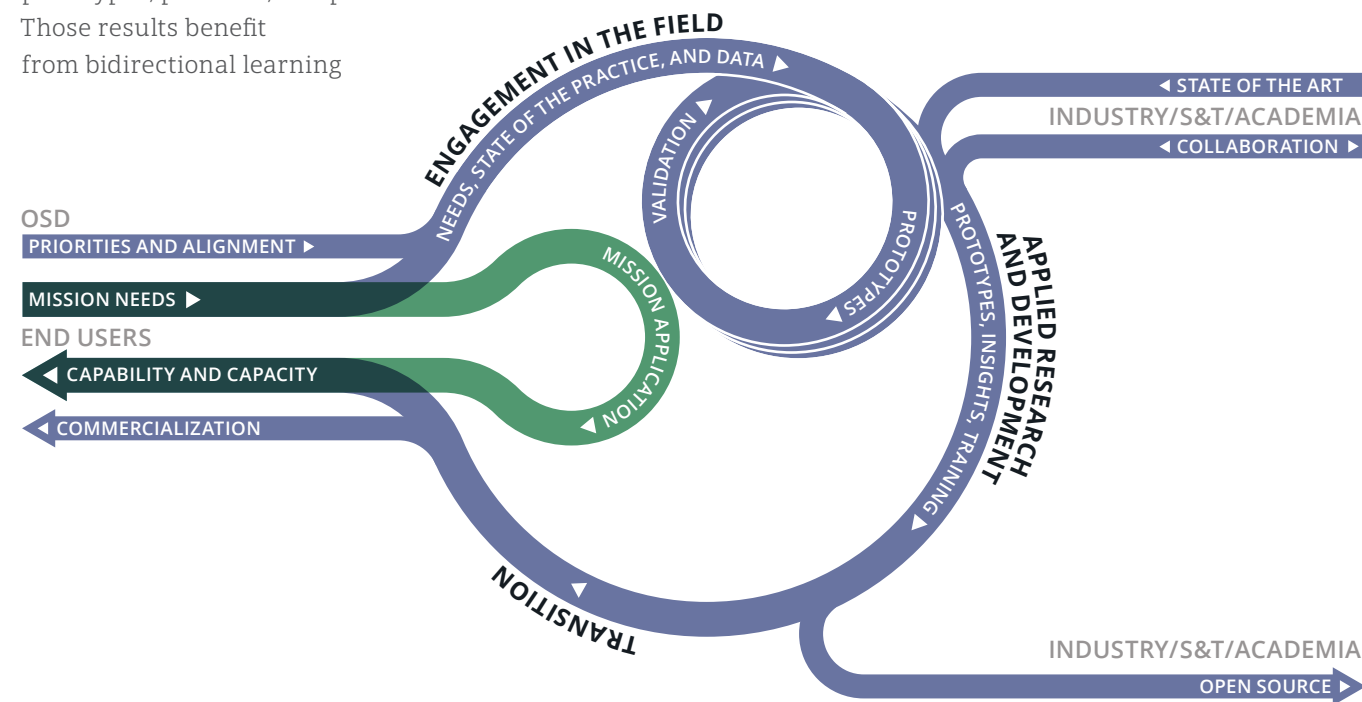 Those results benefit
from bidirectional learning
ENGAGEMENT IN THE FIELD
NEEDS, STATE OF THE PRACTICE, AND DATA
STATE OF THE ART
INDUSTRY/S&T/ACADEMIA
COLLABORATION
VALIDATION
PROTOTYPES
OSD
PRIORITIES AND ALIGNMENT
MISSION NEEDS
END USERS
CAPABILITY AND CAPACITY
COMMERCIALIZATION
MISSION APPLICATION
PROTOTYPES, INSIGHTS, TRAINING
APPLIED RESEARCH
AND DEVELOPMENT
TRANSITION
INDUSTRY/S&T/ACADEMIA
OPEN SOURCE